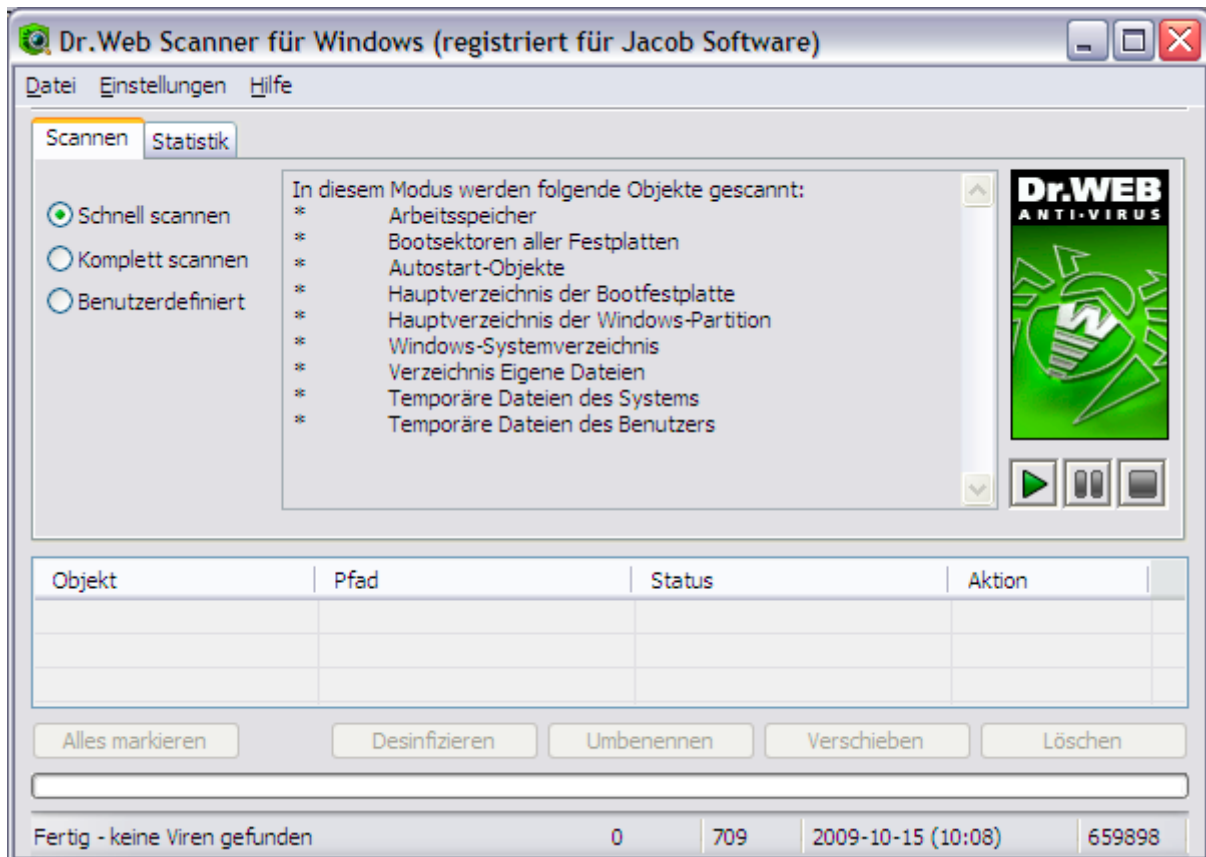 Dr.Web Scanner für Windows (registriert für Jacob Software)
Datei Einstellungen Hilfe
Scannen Statistik
Schnell scannen
Komplett scannen
Benutzerdefiniert
In diesem Modus werden folgende Objekte gescannt:
* Arbeitsspeicher
* Bootsektoren aller Festplatten
* Autostart-Objekte
* Hauptverzeichnis der Bootfestplatte
* Hauptverzeichnis der Windows-Partition
* Windows-Systemverzeichnis
* Verzeichnis Eigene Dateien
* Temporäre Dateien des Systems
* Temporäre Dateien des Benutzers
Dr.WEB
ANTI-VIRUS
W
Objekt Pfad Status Aktion
Alles markieren Desinfizieren Umbenennen Verschieben Löschen
Fertig - keine Viren gefunden 0 709 2009-10-15 (10:08) 659898